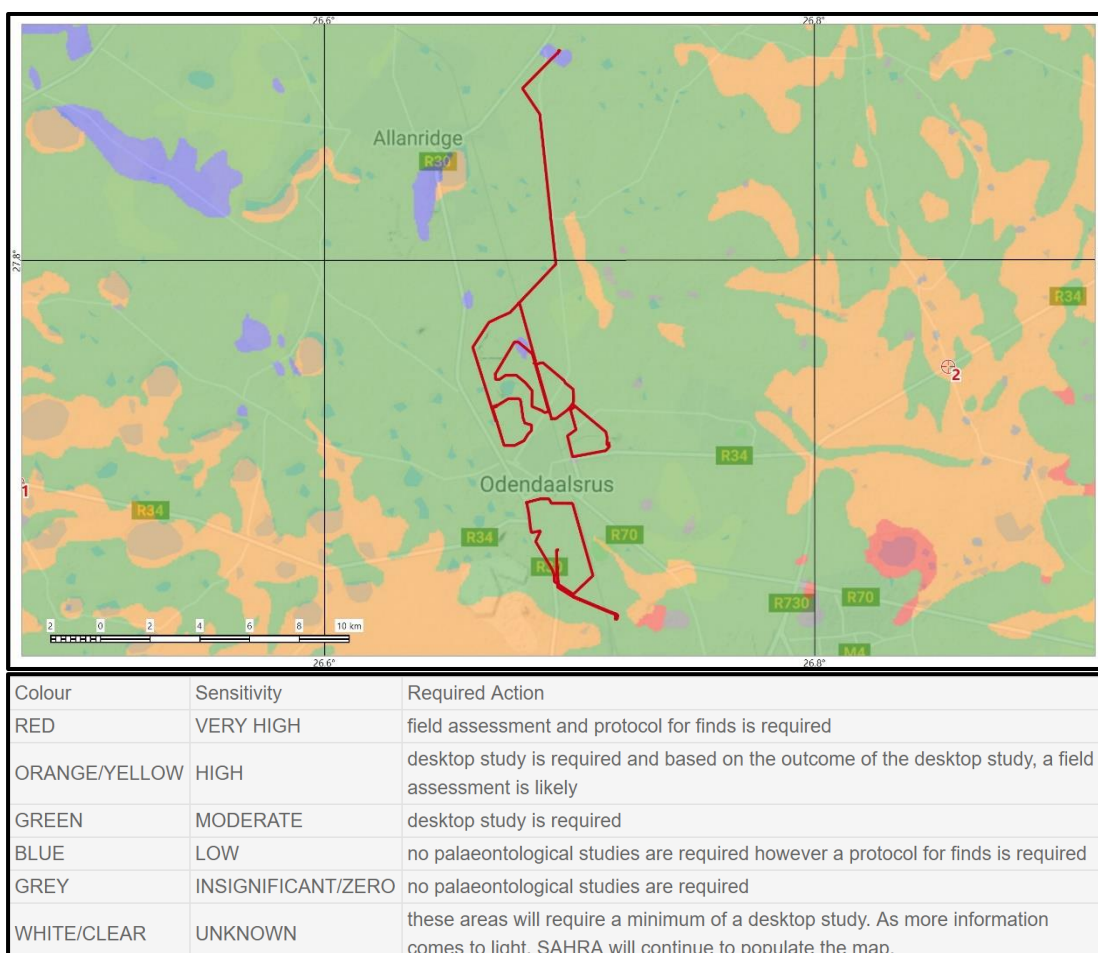 26.6° 26.8°
Allanridge
R30
27.8°
R34
2
R34
1
Odendaalsrus
R34
R34 R70
R30
R730 R70
2 0 2 4 6 8 10 km
M4
26.6° 26.8°
Colour Sensitivity Required Action
RED VERY HIGH field assessment and protocol for finds is required
ORANGE/YELLOW HIGH desktop study is required and based on the outcome of the desktop study, a field
assessment is likely
GREEN MODERATE desktop study is required
BLUE LOW no palaeontological studies are required however a protocol for finds is required
GREY INSIGNIFICANT/ZERO no palaeontological studies are required
WHITE/CLEAR UNKNOWN these areas will require a minimum of a desktop study. As more information
comes to light, SAHRA will continue to populate the map.